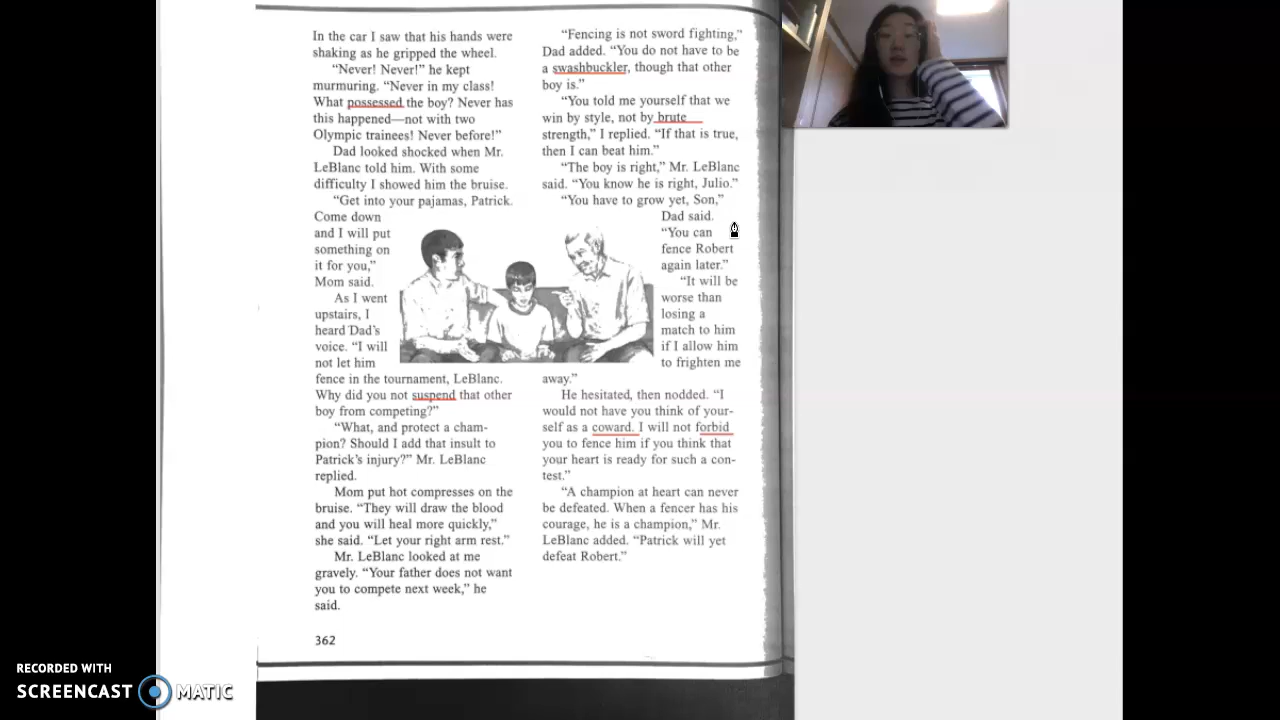 In the car I saw that his hands were
shaking as he gripped the wheel.
“Never! Never!” he kept
murmuring. “Never in my class!
What possessed the boy? Never has
this happened—not with two
Olympic trainees! Never before!”
Dad looked shocked when Mr.
LeBlanc told him. With some
difficulty I showed him the bruise.
“Get into your pajamas, Patrick.
Come down
and I will put
something on
it for you,”
Mom said.
As I went
upstairs, I
heard Dad’s
voice. “I will
not let him
fence in the tournament, LeBlanc.
Why did you not suspend that other
boy from competing?”
“What, and protect a cham-
pion? Should I add that insult to
Patrick’s injury?” Mr. LeBlanc
replied.
Mom put hot compresses on the
bruise. “They will draw the blood
and you will heal more quickly,”
she said. “Let your right arm rest.”
Mr. LeBlanc looked at me
gravely. “Your father does not want
you to compete next week,” he
said.
“Fencing is not sword fighting,”
Dad added. “You do not have to be
a swashbuckler, though that other
boy is.”
“You told me yourself that we
win by style, not by brute
strength,” I replied. “If that is true,
then I can beat him.”
“The boy is right,” Mr. LeBlanc
said. “You know he is right, Julio.”
“You have to grow yet, Son,”
Dad said.
“You can
fence Robert
again later.”
“It will be
worse than
losing a
match to him
if I allow him
to frighten me
away.”
He hesitated, then nodded. “I
would not have you think of your-
self as a coward. I will not forbid
you to fence him if you think that
your heart is ready for such a con-
test.”
“A champion at heart can never
be defeated. When a fencer has his
courage, he is a champion,” Mr.
LeBlanc added. “Patrick will yet
defeat Robert.”
362
RECORDED WITH
SCREENCAST MATIC